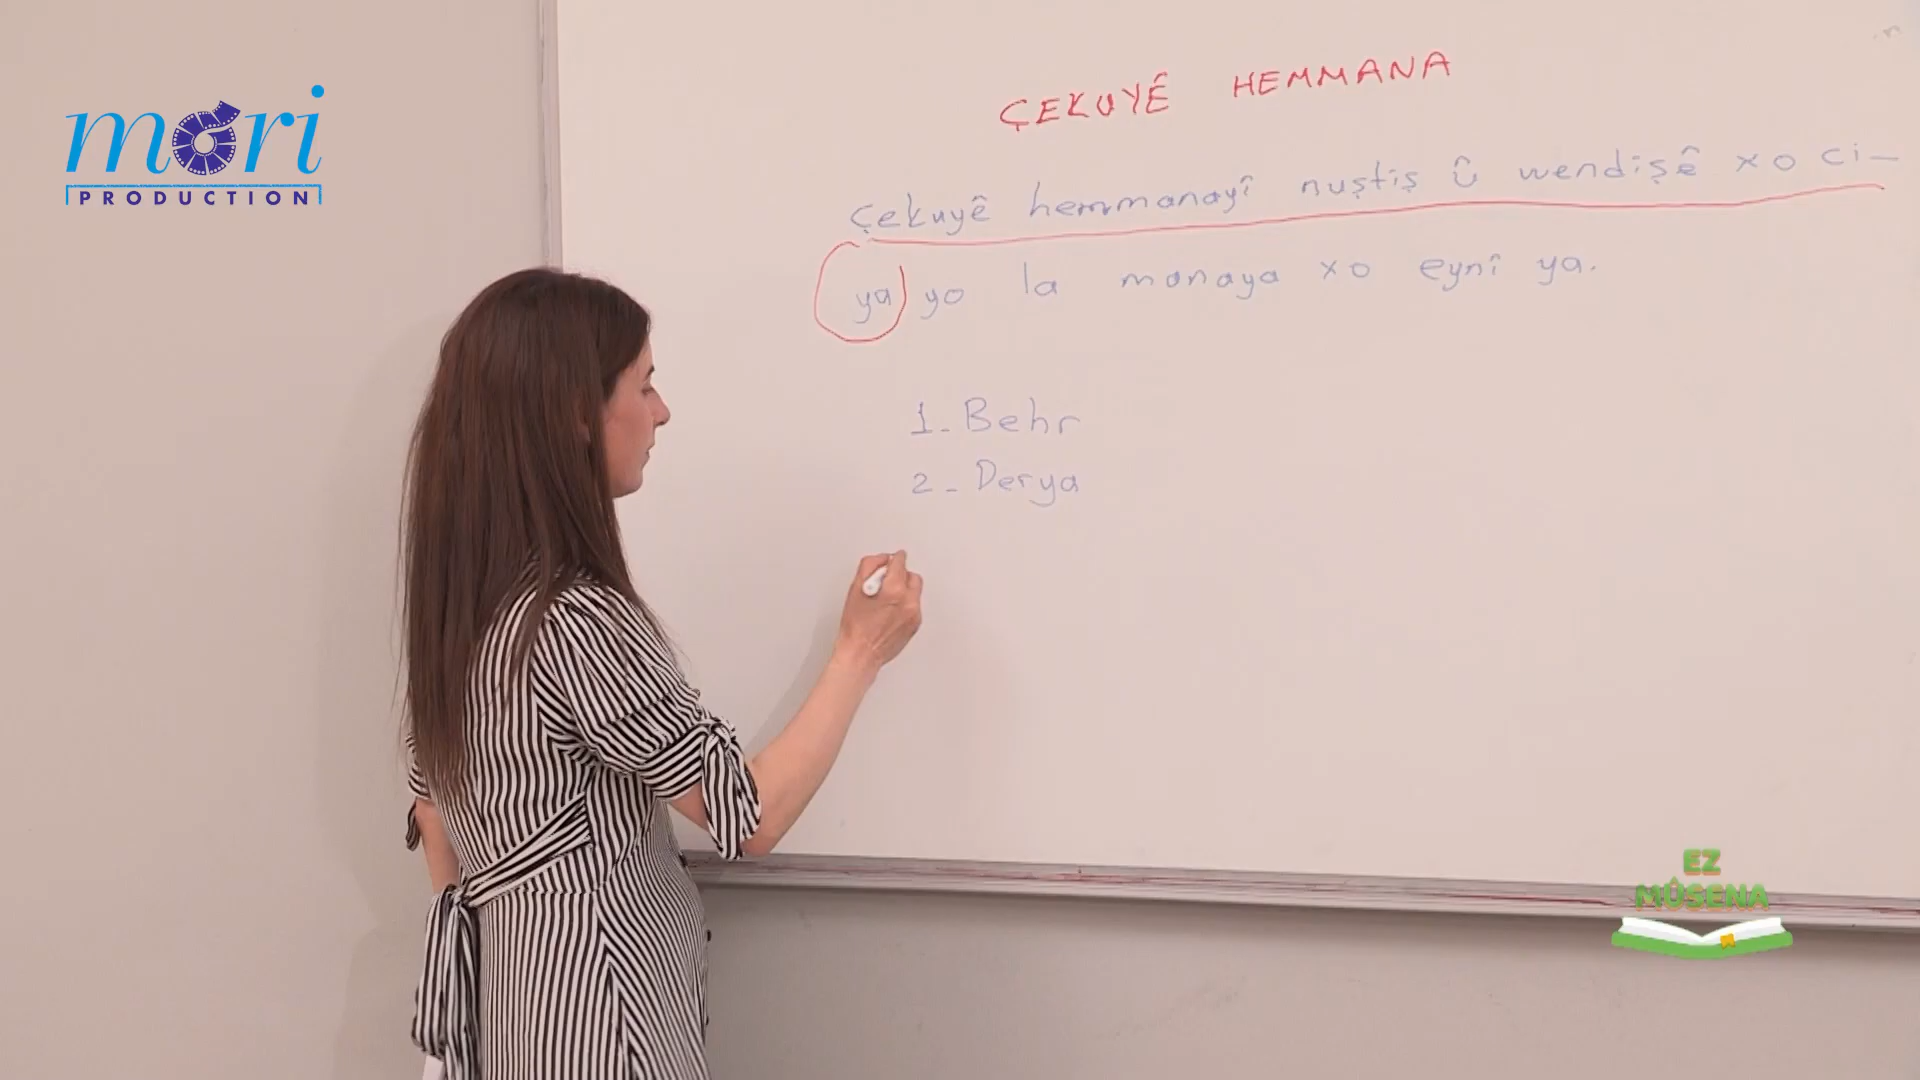 mori
PRODUCTION
ÇEKUYÊ HEMMANA
Çekuyê hemmanayî nuştiş û wendişê xo ci-
ya yo la manaya xo eynî ya.
1- Behr
2- Derya
EZ
MÛSENA